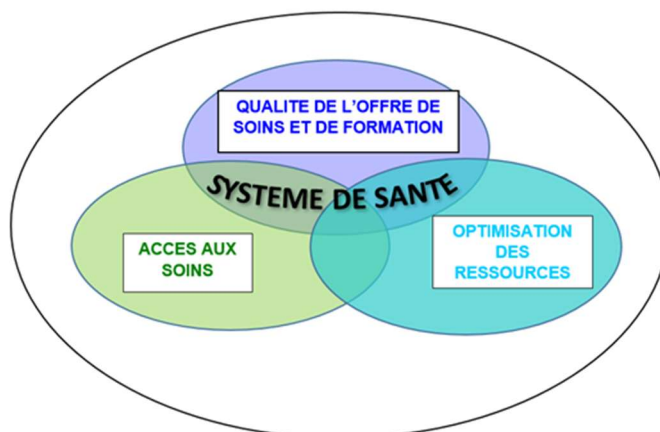 QUALITE DE L'OFFRE DE
SOINS ET DE FORMATION
SYSTEME DE SANTE
ACCES AUX
SOINS
OPTIMISATION
DES
RESSOURCES